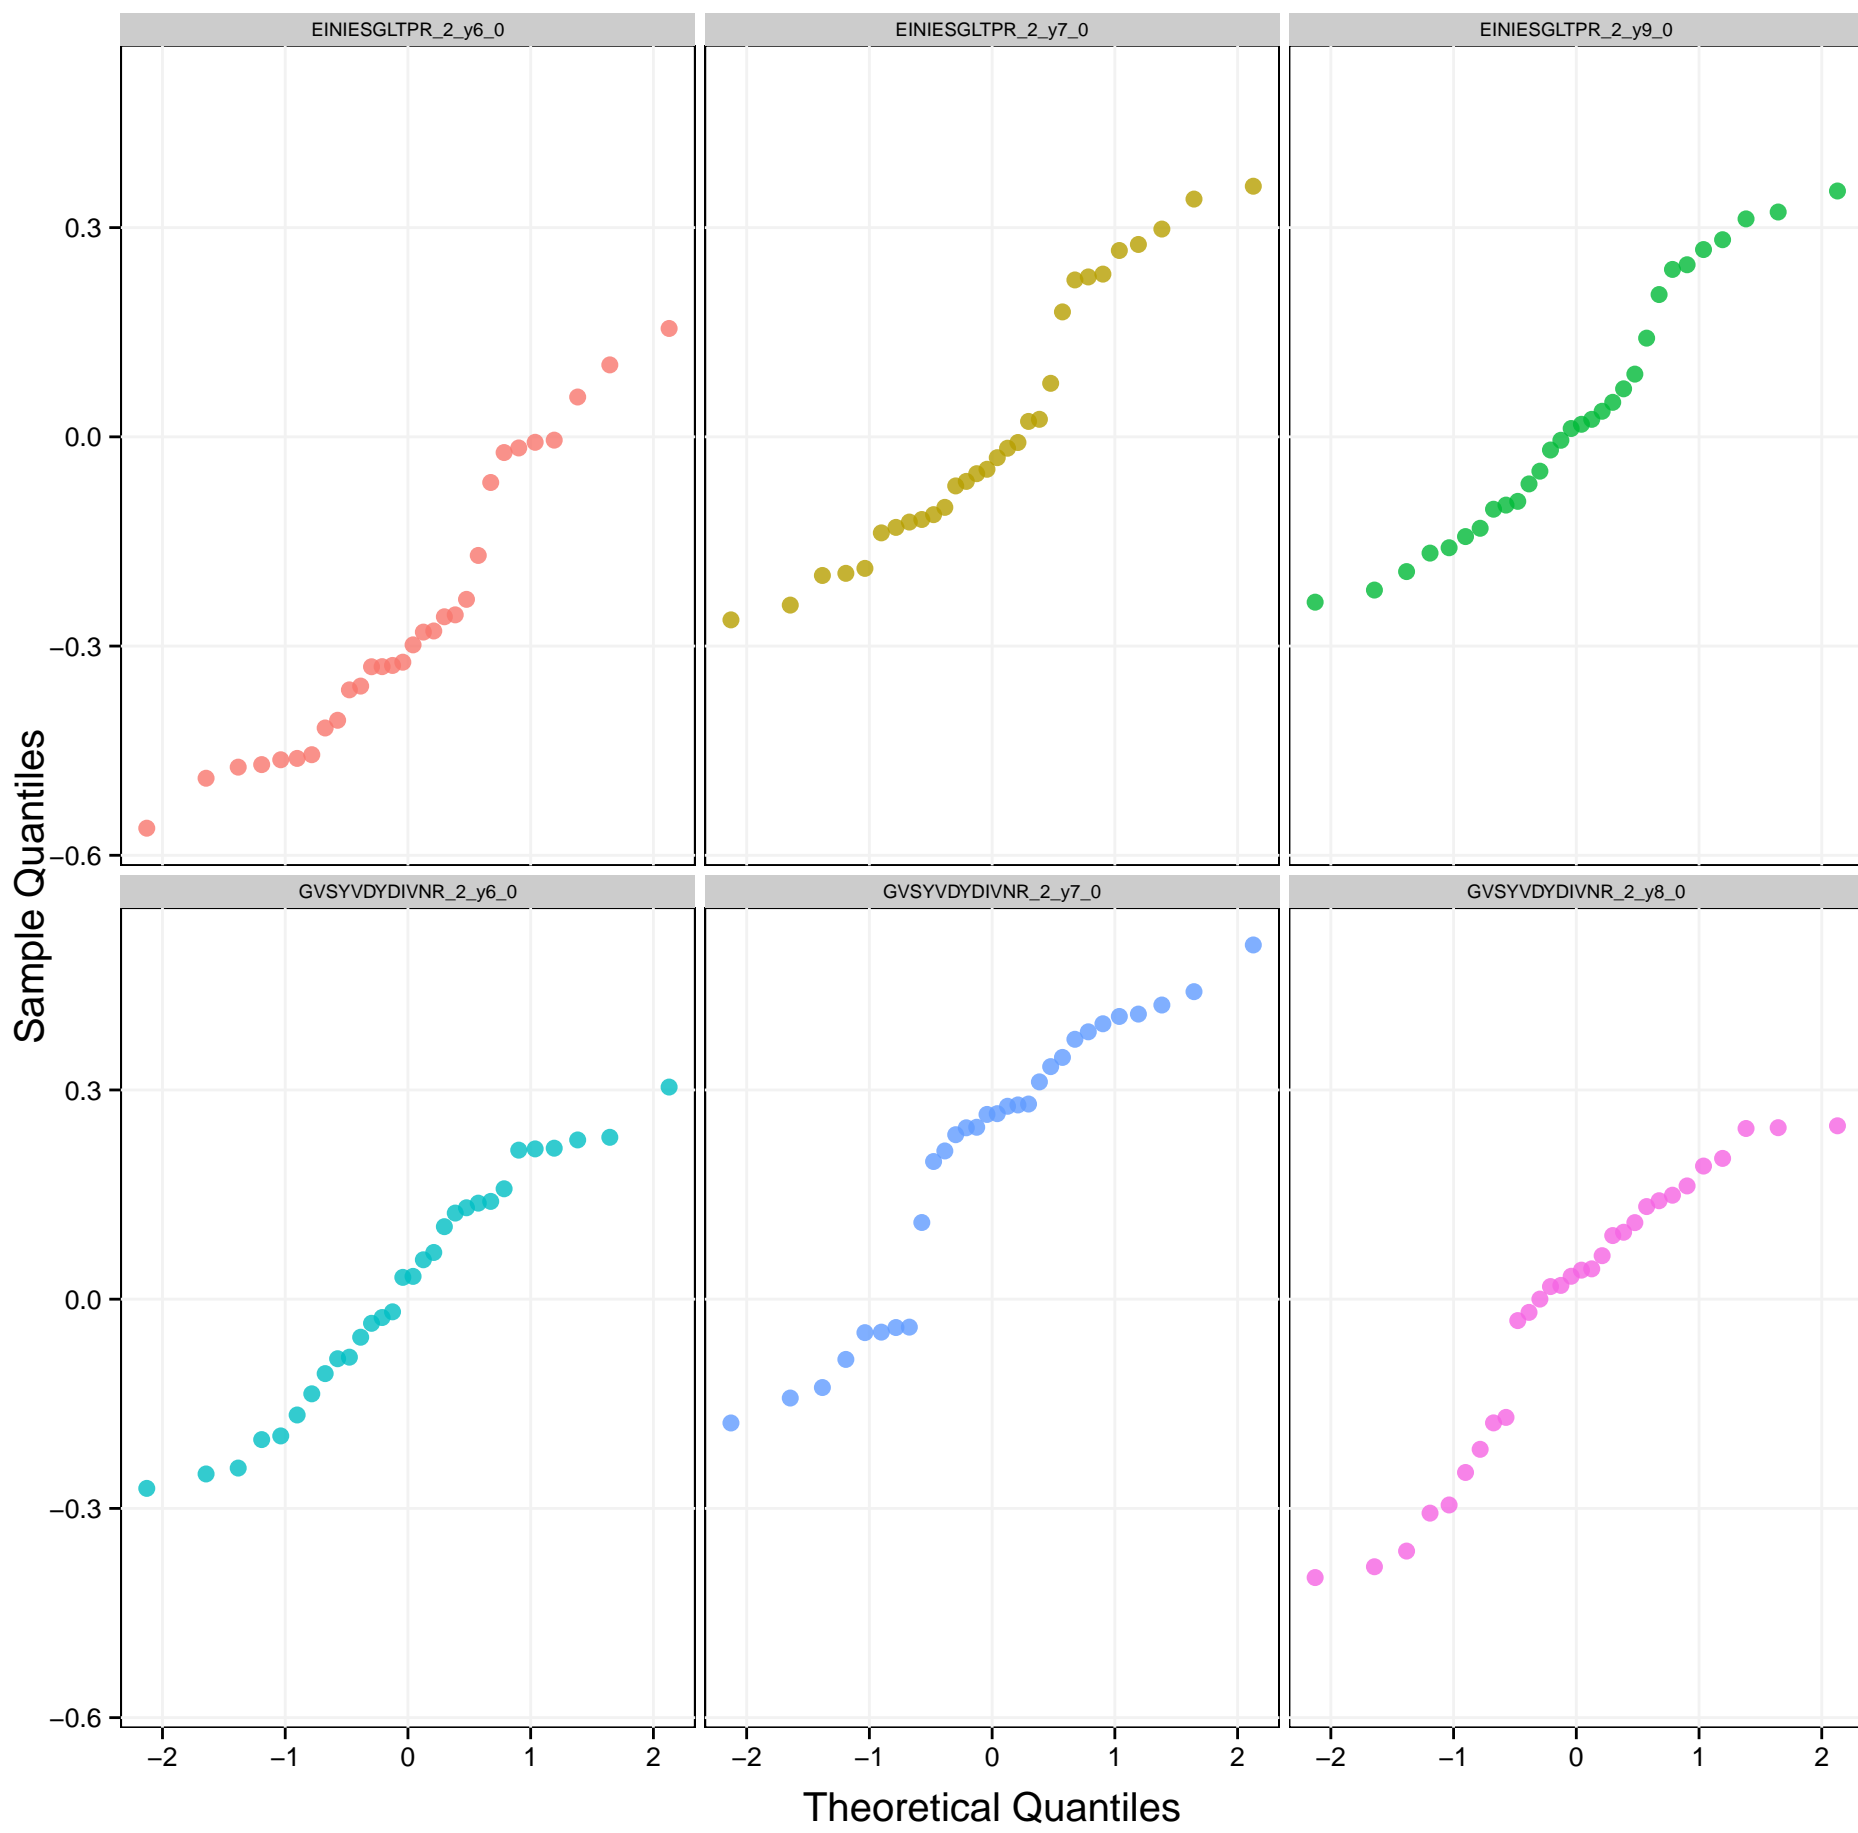 EINIESGLTPR_2_y6_0 EINIESGLTPR_2_y7_0 EINIESGLTPR_2_y9_0
0.3
0.0
−0.3
−0.6
Sample Quantiles
GVSYVDYDIVNR_2_y6_0 GVSYVDYDIVNR_2_y7_0 GVSYVDYDIVNR_2_y8_0
0.3
0.0
−0.3
−0.6
−2 −1 0 1 2 −2 −1 0 1 2 −2 −1 0 1 2
Theoretical Quantiles